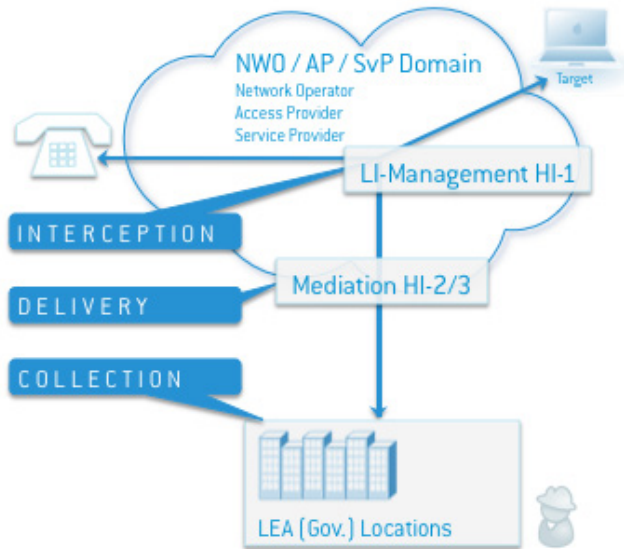 NWO / AP / SvP Domain
Network Operator
Access Provider
Service Provider
Target
LI-Management HI-1
INTERCEPTION
Mediation HI-2/3
DELIVERY
COLLECTION
LEA (Gov.) Locations